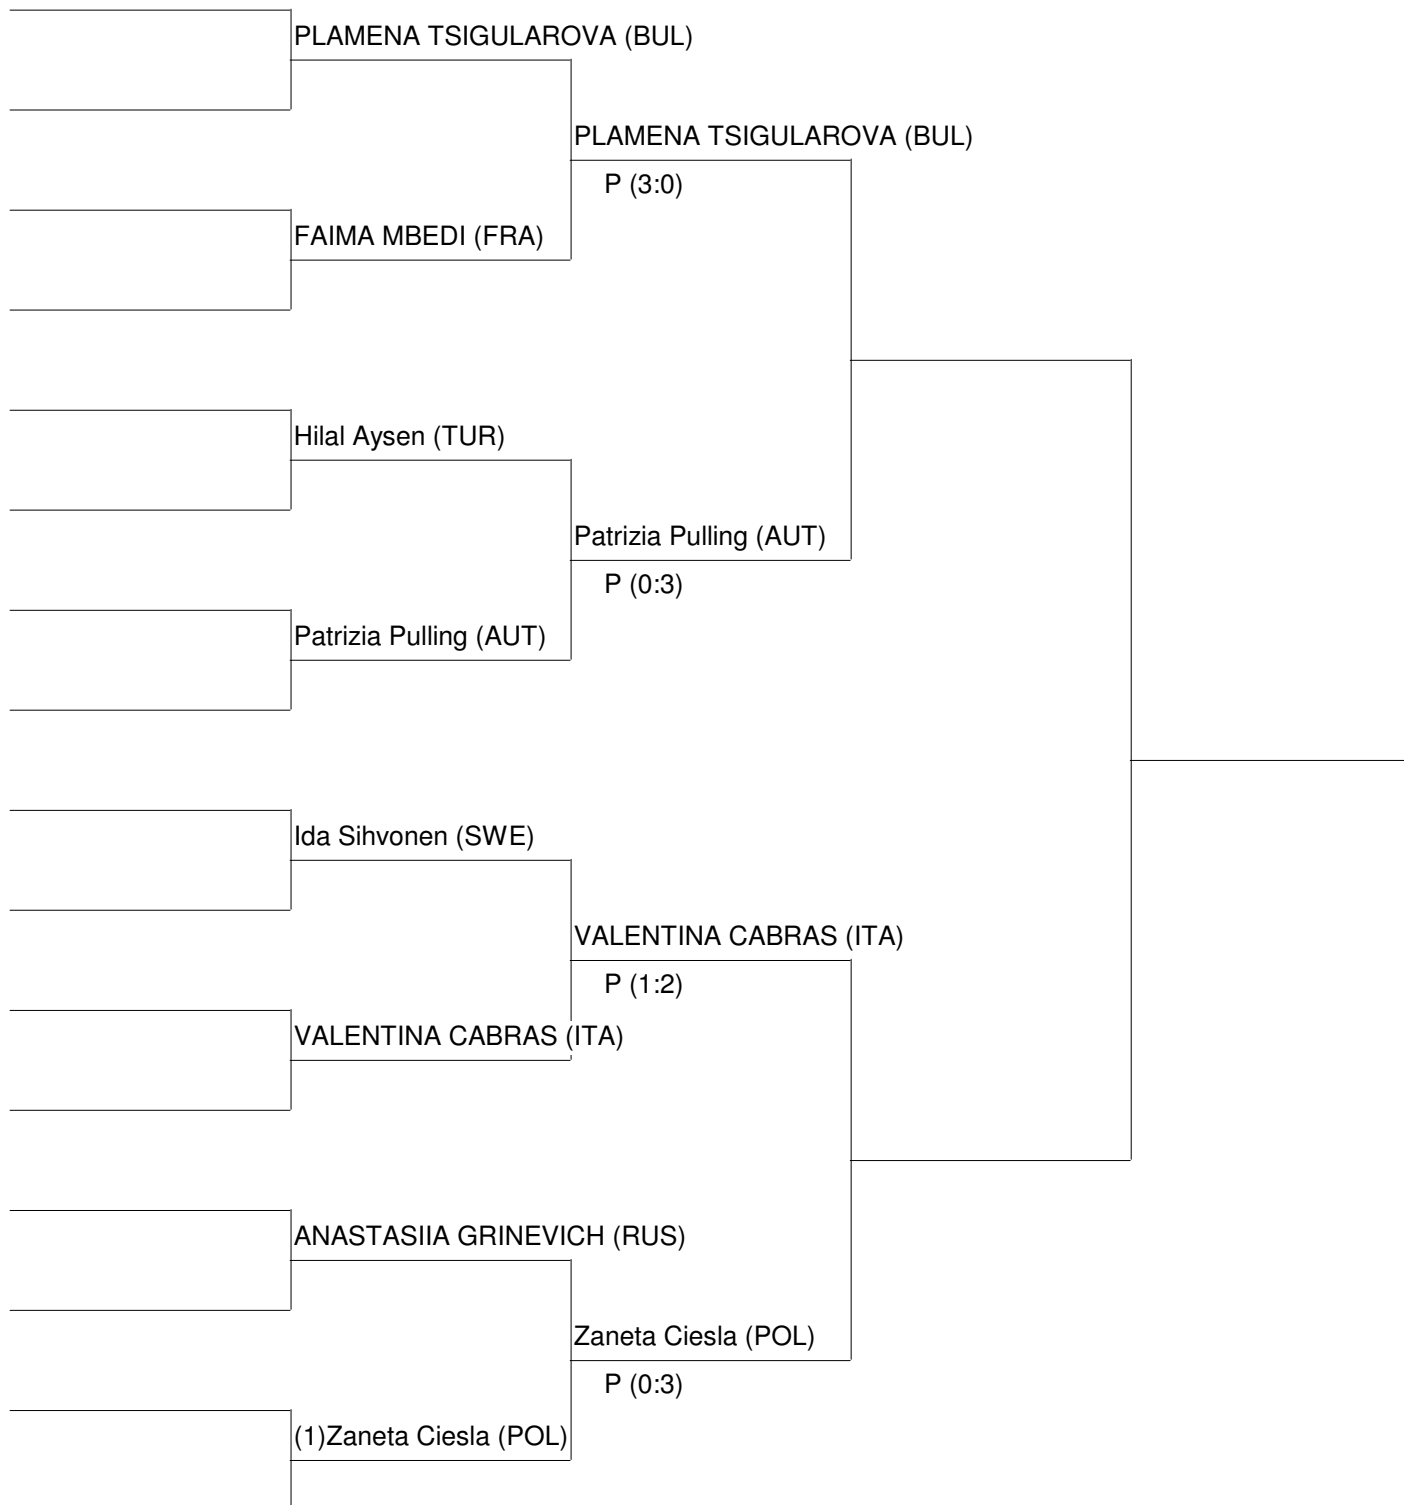 PLAMENA TSIGULAROVA (BUL)
PLAMENA TSIGULAROVA (BUL)
P (3:0)
FAIMA MBEDI (FRA)
Hilal Aysen (TUR)
Patrizia Pulling (AUT)
P (0:3)
Patrizia Pulling (AUT)
Ida Sihvonen (SWE)
VALENTINA CABRAS (ITA)
P (1:2)
VALENTINA CABRAS (ITA)
ANASTASIIA GRINEVICH (RUS)
Zaneta Ciesla (POL)
P (0:3)
(1)Zaneta Ciesla (POL)